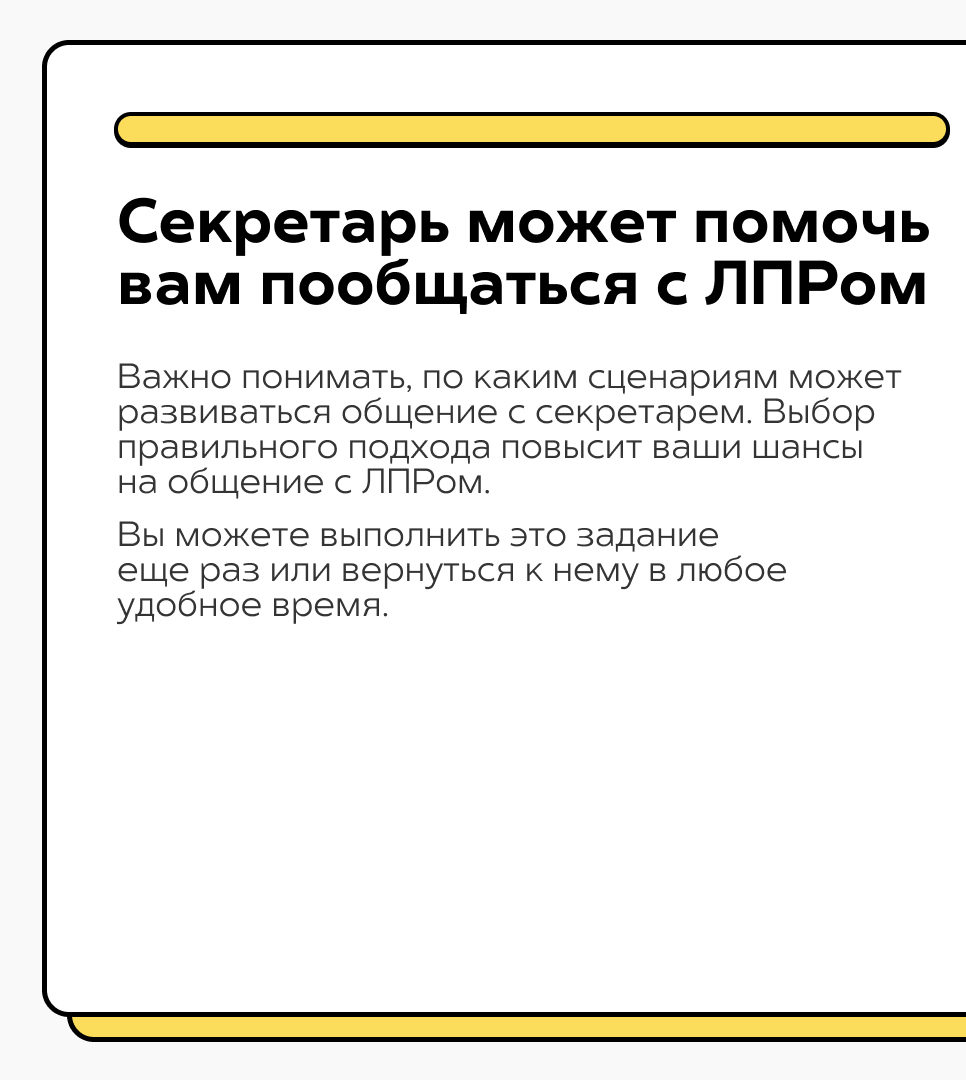 Секретарь может помочь
вам пообщаться с ЛПРом
Важно понимать, по каким сценариям может
развиваться общение с секретарем. Выбор
правильного подхода повысит ваши шансы
на общение с ЛПРом.
Вы можете выполнить это задание
еще раз или вернуться к нему в любое
удобное время.